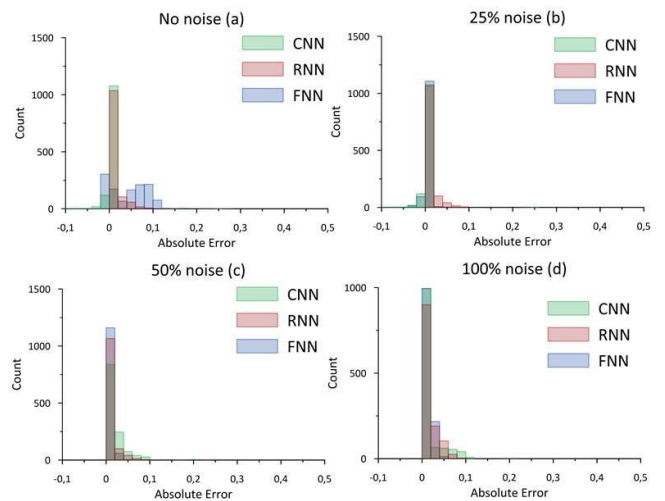 No noise (a)
1500
1000
500
0
Count
-0,1
0
0,1
0,2
0,3
0,4
0,5
Absolute Error
CNN
RNN
FNN
25% noise (b)
1500
1000
500
0
Count
-0,1
0
0,1
0,2
0,3
0,4
0,5
Absolute Error
CNN
RNN
FNN
50% noise (c)
1500
1000
500
0
Count
-0,1
0
0,1
0,2
0,3
0,4
0,5
Absolute Error
CNN
RNN
FNN
100% noise (d)
1000
500
0
Count
-0,1
0
0,1
0,2
0,3
0,4
0,5
Absolute Error
CNN
RNN
FNN